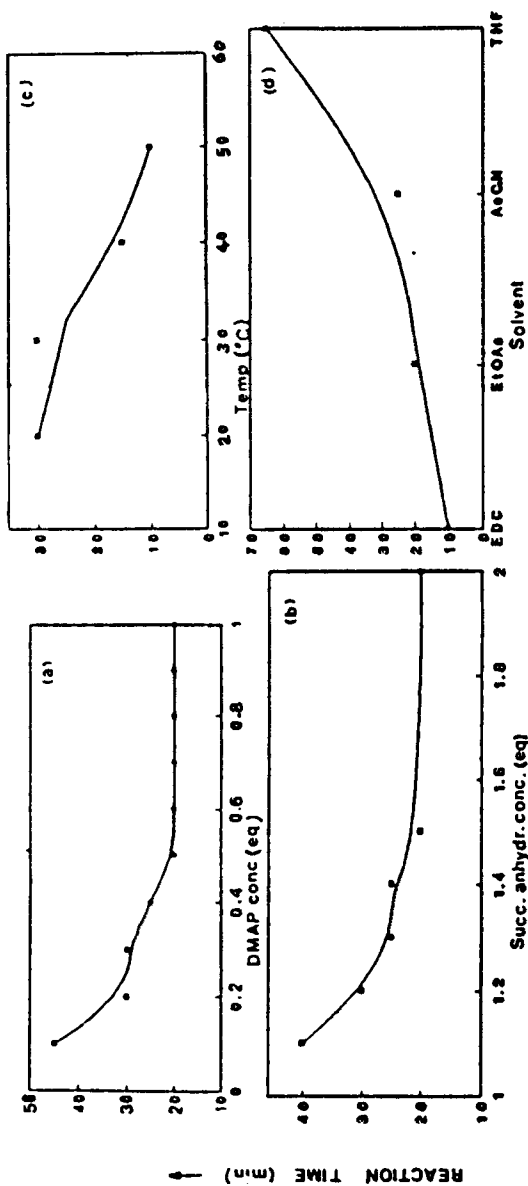 REACTION TIME (min) →
(a)
50
40
30
20
10
0 0.2 0.4 0.6 0.8 1
DMAP conc (eq)
(b)
40
30
20
10
1 1.2 1.4 1.6 1.8 2
Succ. anhydr. conc. (eq)
(c)
30
20
10
0
10 20 30 40 50 60
Temp (°C)
(d)
70
60
50
40
30
20
10
0
EDC EtOAc AcCN THF
Solvent